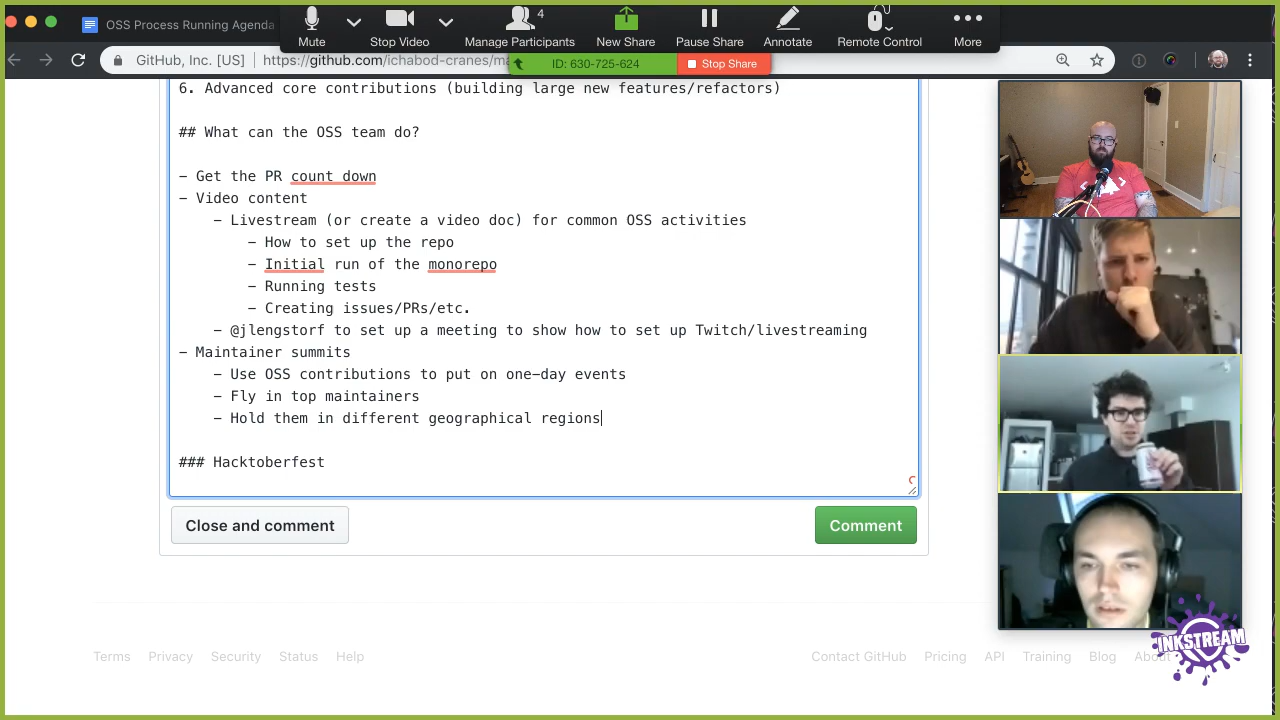 OSS Process Running Agenda
Mute
Stop Video
4
Manage Participants
New Share
Pause Share
Annotate
Remote Control
More
GitHub, Inc. [US]
https://github.com/ichabod-cranes/ma
ID: 630-725-624
Stop Share
6. Advanced core contributions (building large new features/refactors)
## What can the OSS team do?
– Get the PR count down
– Video content
– Livestream (or create a video doc) for common OSS activities
– How to set up the repo
– Initial run of the monorepo
– Running tests
– Creating issues/PRs/etc.
– @jlengstorf to set up a meeting to show how to set up Twitch/livestreaming
– Maintainer summits
– Use OSS contributions to put on one-day events
– Fly in top maintainers
– Hold them in different geographical regions
### Hacktoberfest
Close and comment
Comment
Terms
Privacy
Security
Status
Help
Contact GitHub
Pricing
API
Training
Blog
About
INKSTREAM